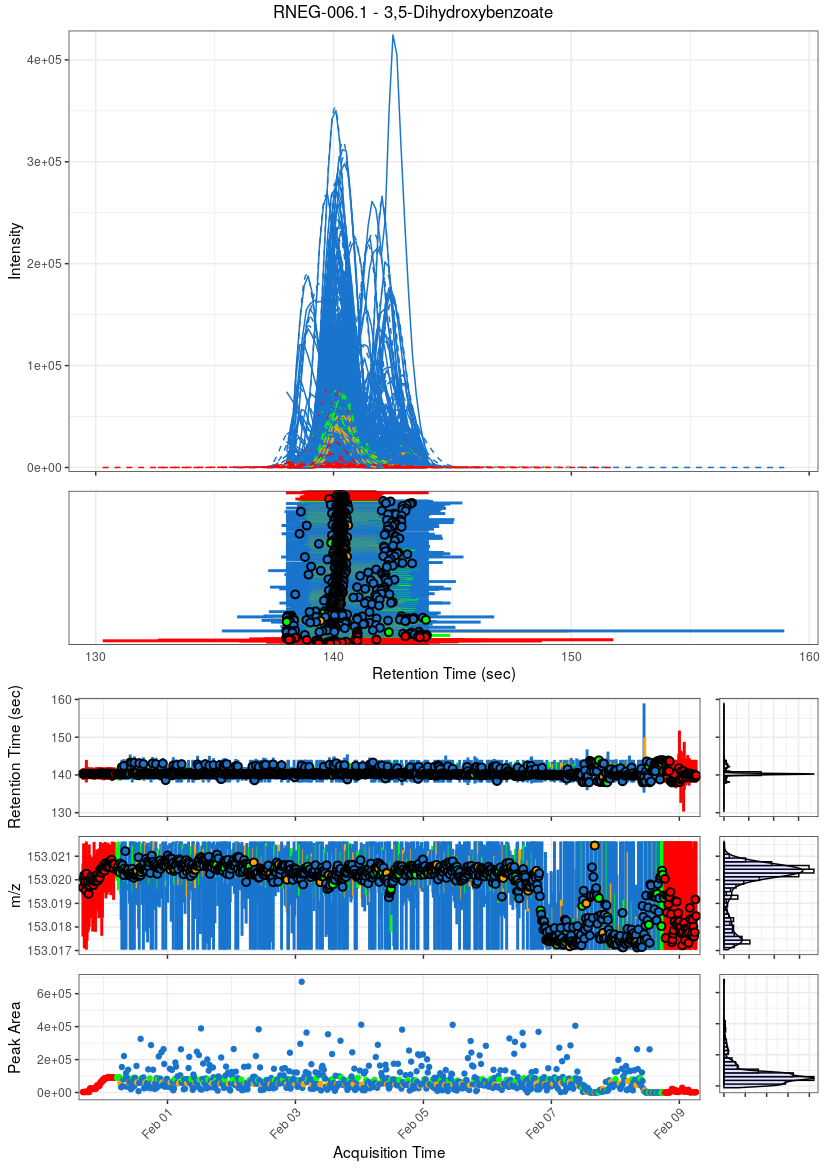 RNEG-006.1 - 3,5-Dihydroxybenzoate
4e+05
3e+05
2e+05
1e+05
0e+00
Intensity
130
140
150
160
Retention Time (sec)
160
150
140
130
Retention Time (sec)
153.021
153.020
153.019
153.018
153.017
m/z
6e+05
4e+05
2e+05
0e+00
Peak Area
Feb 01
Feb 03
Feb 05
Feb 07
Feb 09
Acquisition Time